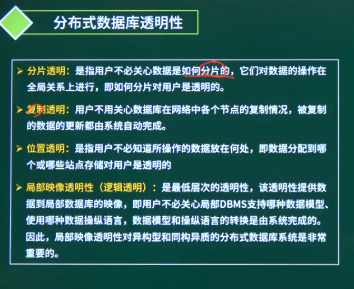 分布式数据库透明性
➢ 分片透明：是指用户不必关心数据是如何分片的，它们对数据的操作在
全局关系上进行，即如何分片对用户是透明的。
➢ 复制透明：用户不用关心数据库在网络中各个节点的复制情况，被复制
的数据的更新都由系统自动完成。
➢ 位置透明：是指用户不必知道所操作的数据放在何处，即数据分配到哪
个或哪些站点存储对用户是透明的
➢ 局部映像透明性（逻辑透明）：是最低层次的透明性，该透明性提供数
据到局部数据库的映像，即用户不必关心局部DBMS支持哪种数据模型、
使用哪种数据操纵语言，数据模型和操纵语言的转换是由系统完成的。
因此，局部映像透明性对异构型和同构异质的分布式数据库系统是非常
重要的。